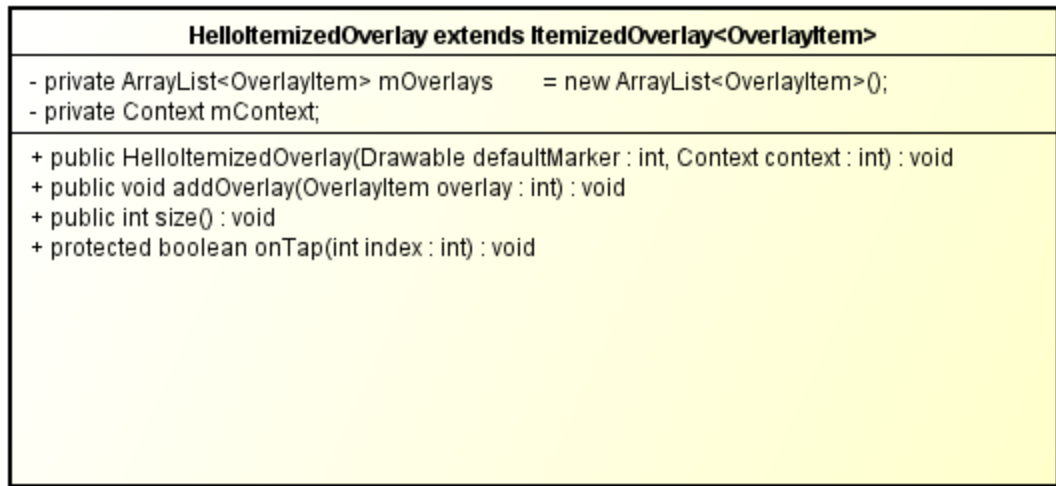 HelloItemizedOverlay extends ItemizedOverlay<OverlayItem>
- private ArrayList<OverlayItem> mOverlays = new ArrayList<OverlayItem>();
- private Context mContext;
+ public HelloItemizedOverlay(Drawable defaultMarker : int, Context context : int) : void
+ public void addOverlay(OverlayItem overlay : int) : void
+ public int size() : void
+ protected boolean onTap(int index : int) : void